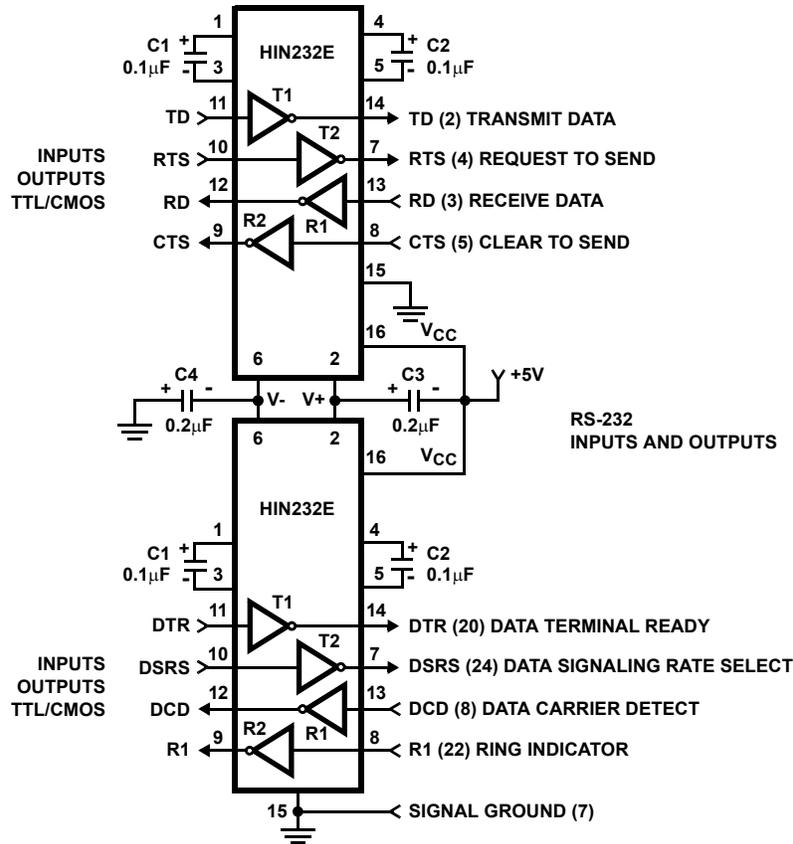 1
4
C1
+
HIN232E
+
C2
0.1µF
-
3
5
-
0.1µF
T1
TD
11
14
TD (2) TRANSMIT DATA
T2
INPUTS
OUTPUTS
TTL/CMOS
RTS
10
7
RTS (4) REQUEST TO SEND
RD
12
13
RD (3) RECEIVE DATA
R2
R1
CTS
9
8
CTS (5) CLEAR TO SEND
15
16
VCC
6
2
C4
+
-
V-
V+
+
C3
-
+5V
0.2µF
0.2µF
RS-232
INPUTS AND OUTPUTS
6
2
16
VCC
HIN232E
1
4
C1
+
+
C2
0.1µF
-
3
5
-
0.1µF
T1
DTR
11
14
DTR (20) DATA TERMINAL READY
T2
INPUTS
OUTPUTS
TTL/CMOS
DSRS
10
7
DSRS (24) DATA SIGNALING RATE SELECT
DCD
12
13
DCD (8) DATA CARRIER DETECT
R2
R1
R1
9
8
R1 (22) RING INDICATOR
15
SIGNAL GROUND (7)